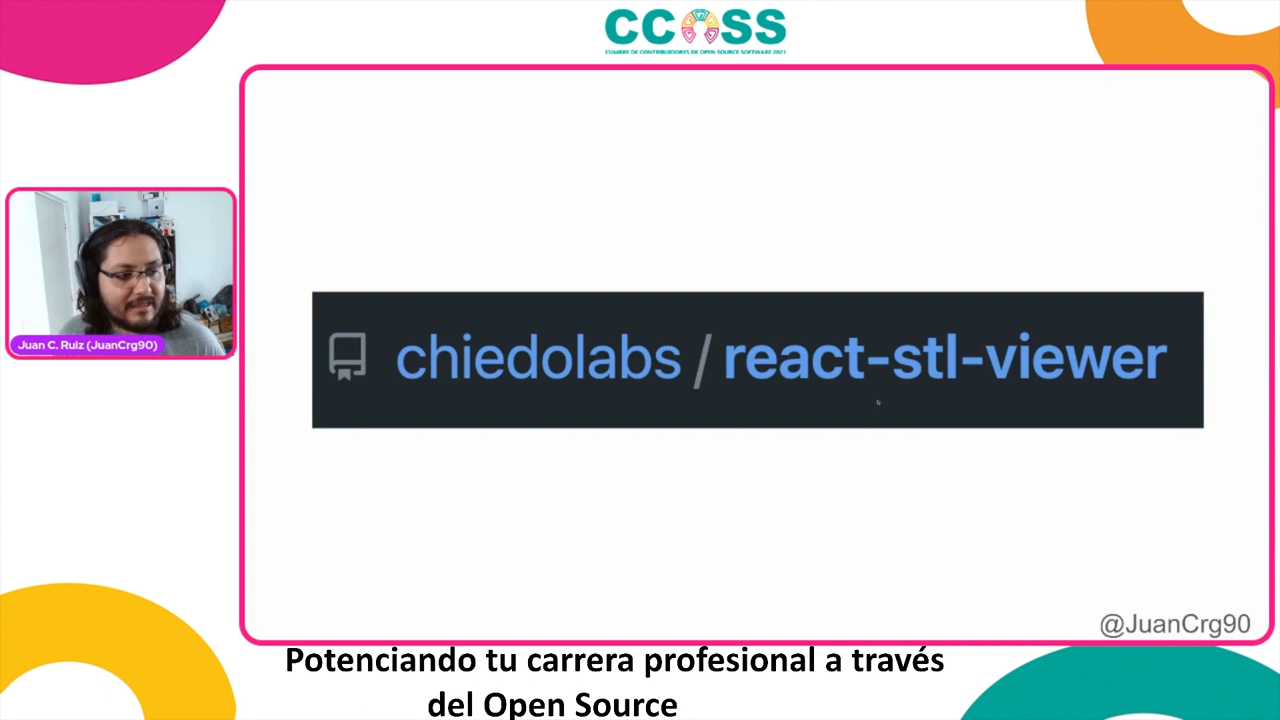 CCOSS
CUMBRE DE CONTRIBUIDORES DE OPEN SOURCE SOFTWARE 2021
chiedolabs / react-stl-viewer
Juan C. Ruiz (JuanCrg90)
@JuanCrg90
Potenciando tu carrera profesional a través
del Open Source